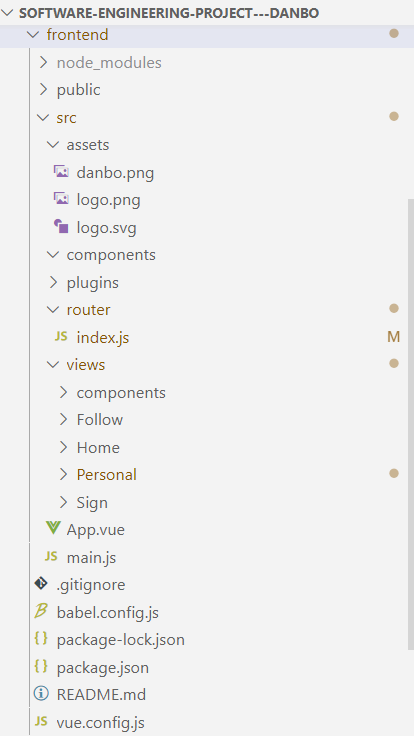 SOFTWARE-ENGINEERING-PROJECT---DANBO
frontend
node_modules
public
src
assets
danbo.png
logo.png
logo.svg
components
plugins
router
JS index.js M
views
components
Follow
Home
Personal
Sign
App.vue
JS main.js
.gitignore
babel.config.js
{ } package-lock.json
{ } package.json
README.md
JS vue.config.js